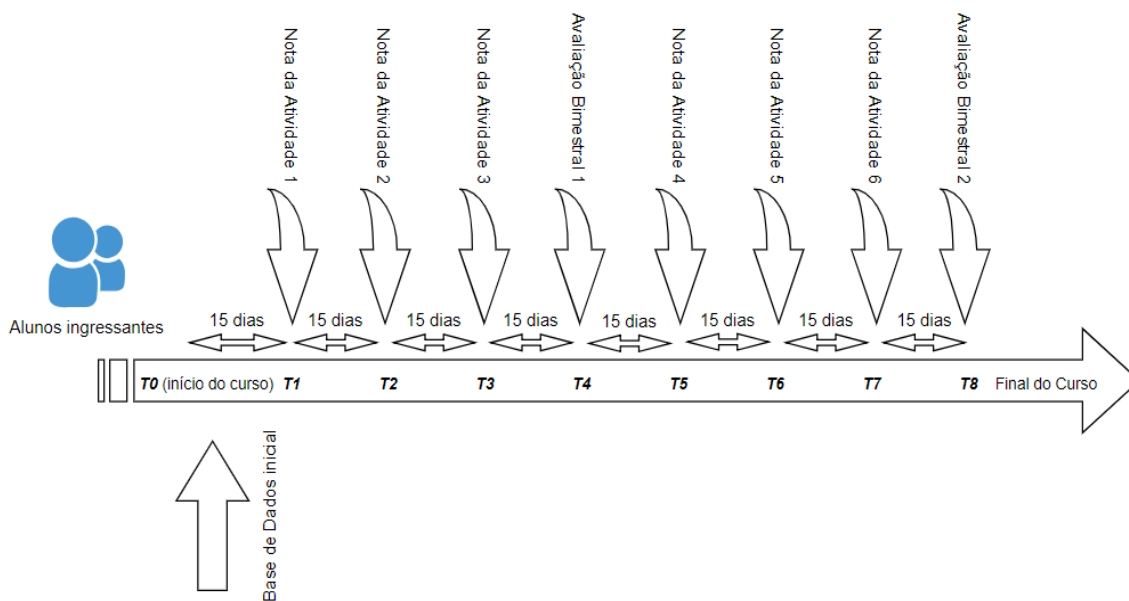 Nota da Atividade 1
Nota da Atividade 2
Nota da Atividade 3
Avaliação Bimestral 1
Nota da Atividade 4
Nota da Atividade 5
Nota da Atividade 6
Avaliação Bimestral 2
Alunos ingressantes
15 dias
15 dias
15 dias
15 dias
15 dias
15 dias
15 dias
15 dias
T0 (início do curso)
T1
T2
T3
T4
T5
T6
T7
T8
Final do Curso
Base de Dados inicial